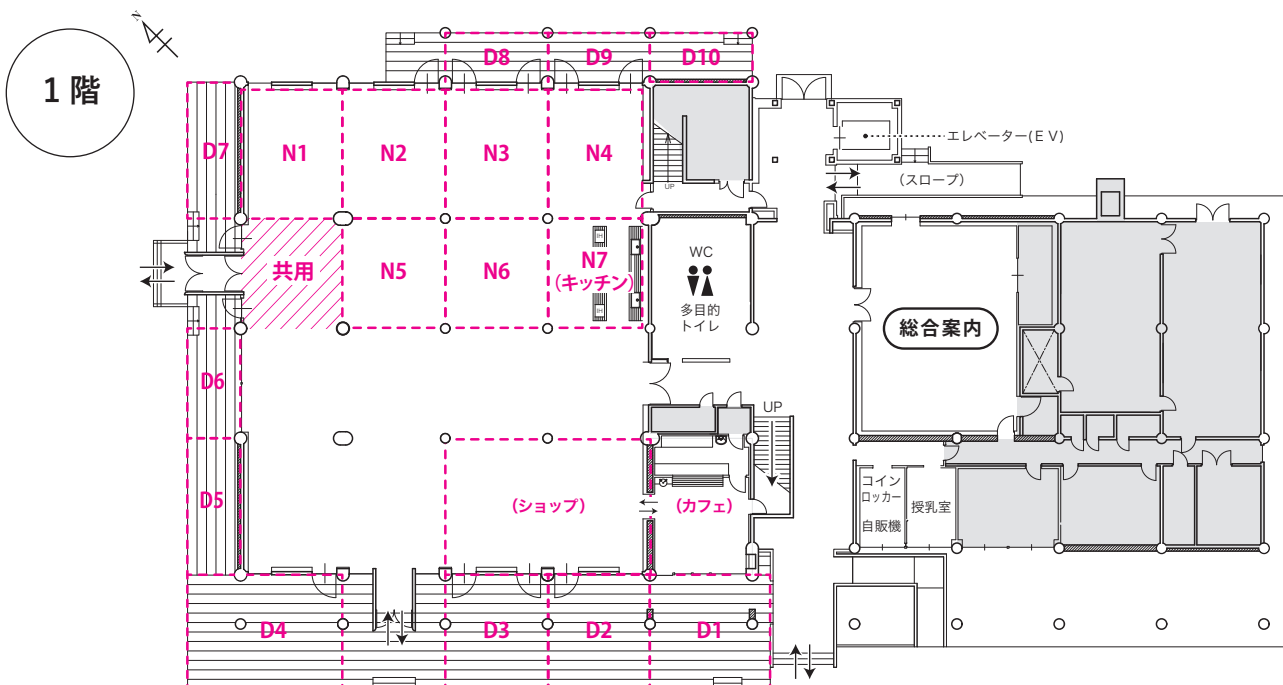 N
1 階
D8
D9
D10
D7
N1
N2
N3
N4
UP
エレベーター(ＥＶ)
(スロープ)
共用
N5
N6
IH
IH
N7
(キッチン)
WC
多目的
トイレ
総合案内
D6
UP
D5
(ショップ)
(カフェ)
コイン
ロッカー
自販機
授乳室
D4
D3
D2
D1